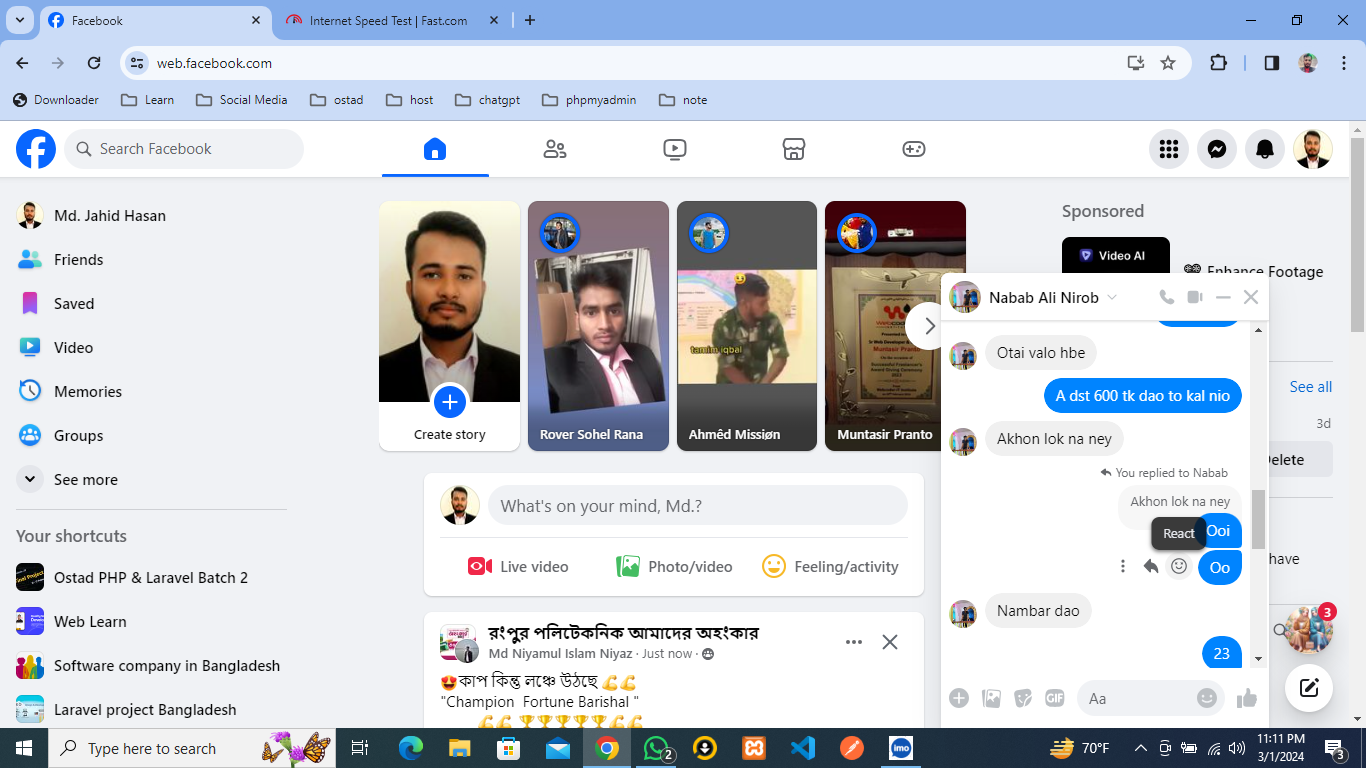 Facebook
Internet Speed Test | Fast.com
web.facebook.com
Downloader
Learn
Social Media
ostad
host
chatgpt
phpmyadmin
note
Search Facebook
Md. Jahid Hasan
Friends
Saved
Video
Memories
Groups
See more
Your shortcuts
Ostad PHP & Laravel Batch 2
Web Learn
Software company in Bangladesh
Laravel project Bangladesh
Create story
Rover Sohel Rana
tamim iqbal
Ahmêd Missiøn
Muntasir Pranto
What's on your mind, Md.?
Live video
Photo/video
Feeling/activity
রংপুর পলিটেকনিক আমাদের অহংকার
Md Niyamul Islam Niyaz · Just now ·
😍কাপ কিন্তু লঞ্চে উঠছে 💪💪
"Champion Fortune Barishal "
💪💪 🏆🏆🏆🏆🏆💪💪
Sponsored
Video AI
Enhance Footage
See all
3d
elete
have
Nabab Ali Nirob
Otai valo hbe
A dst 600 tk dao to kal nio
Akhon lok na ney
You replied to Nabab
Akhon lok na ney
Ooi
React
Oo
Nambar dao
23
3
GIF
Aa
Type here to search
2
imo
70°F
11:11 PM
3/1/2024
3